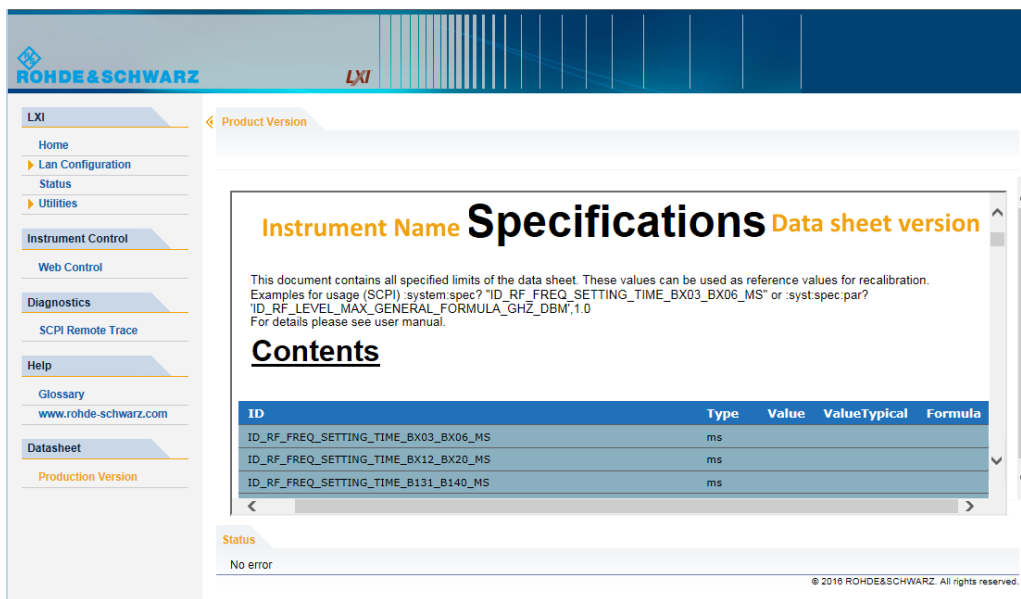 ROHDE&SCHWARZ
LXI
LXI
Home
Lan Configuration
Status
Utilities
Instrument Control
Web Control
Diagnostics
SCPI Remote Trace
Help
Glossary
www.rohde-schwarz.com
Datasheet
Production Version
Product Version
Instrument Name Specifications Data sheet version
This document contains all specified limits of the data sheet. These values can be used as reference values for recalibration.
Examples for usage (SCPI) :system:spec? "ID_RF_FREQ_SETTING_TIME_BX03_BX06_MS" or :syst:spec:par?
'ID_RF_LEVEL_MAX_GENERAL_FORMULA_GHZ_DBM',1.0
For details please see user manual.
Contents
ID Type Value ValueTypical Formula
ID_RF_FREQ_SETTING_TIME_BX03_BX06_MS ms
ID_RF_FREQ_SETTING_TIME_BX12_BX20_MS ms
ID_RF_FREQ_SETTING_TIME_B131_B140_MS ms
Status
No error
© 2016 ROHDE&SCHWARZ. All rights reserved.